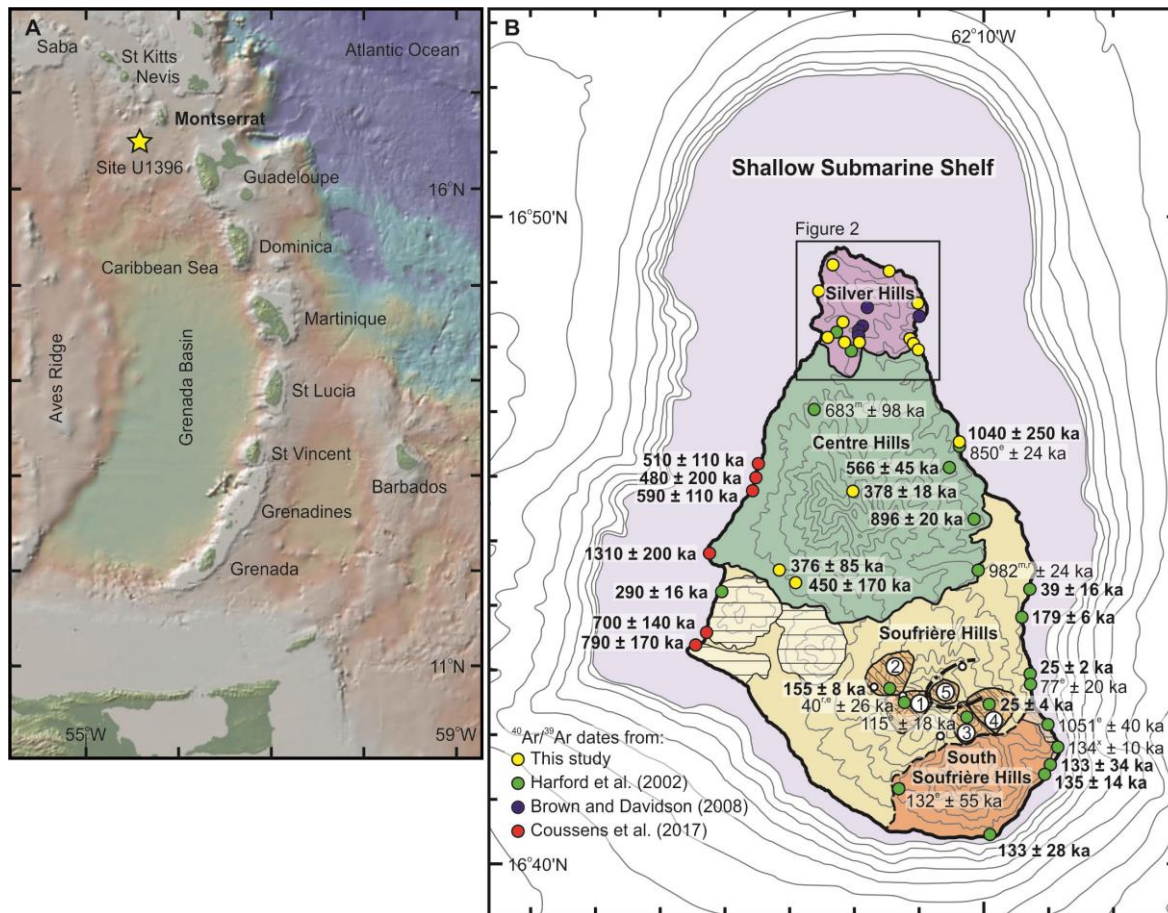 A
Saba
St Kitts
Nevis
Atlantic Ocean
Montserrat
Site U1396
Guadeloupe
16°N
Dominica
Caribbean Sea
Martinique
Aves Ridge
Grenada Basin
St Lucia
St Vincent
Barbados
Grenadines
Grenada
11°N
55°W
59°W
B
62°10'W
Shallow Submarine Shelf
16°50'N
Figure 2
Silver Hills
683ᵐ ± 98 ka
Centre Hills
1040 ± 250 ka
850ᵉ ± 24 ka
510 ± 110 ka
480 ± 200 ka
590 ± 110 ka
566 ± 45 ka
378 ± 18 ka
896 ± 20 ka
1310 ± 200 ka
376 ± 85 ka
450 ± 170 ka
982ᵐ,ʳ ± 24 ka
290 ± 16 ka
39 ± 16 ka
179 ± 6 ka
700 ± 140 ka
790 ± 170 ka
Soufrière Hills
155 ± 8 ka
40ʳ,ᵉ ± 26 ka
115ᵉ ± 18 ka
2
1
5
3
4
25 ± 2 ka
77ᵉ ± 20 ka
25 ± 4 ka
1051ᵉ ± 40 ka
134ˣ ± 10 ka
133 ± 34 ka
135 ± 14 ka
South
Soufrière Hills
132ᵉ ± 55 ka
133 ± 28 ka
⁴⁰Ar/³⁹Ar dates from:
This study
Harford et al. (2002)
Brown and Davidson (2008)
Coussens et al. (2017)
16°40'N